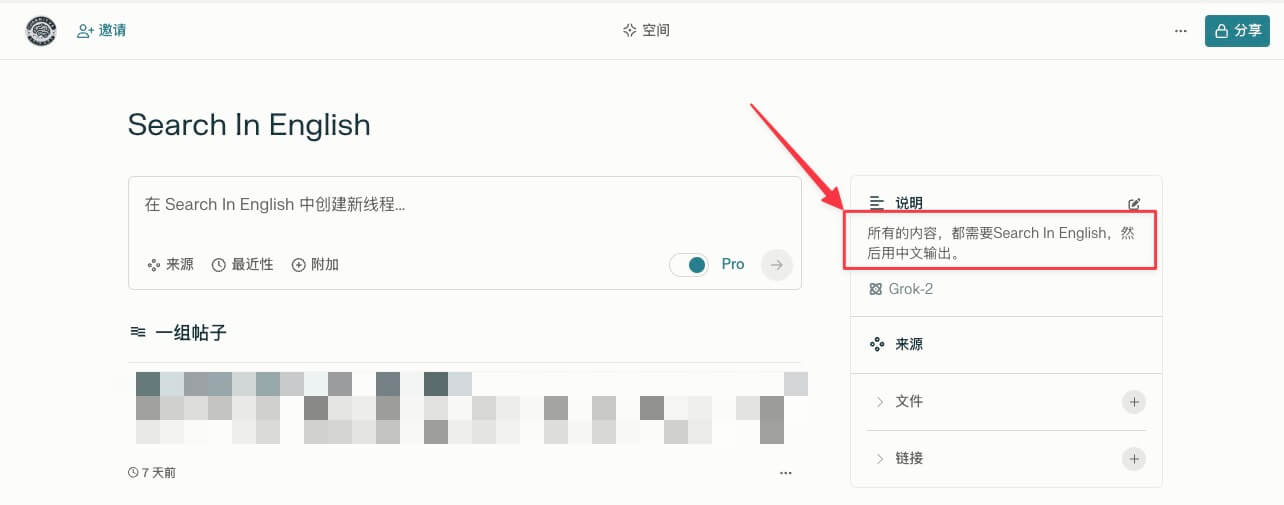 邀请
空间
分享
Search In English
在 Search In English 中创建新线程...
来源 最近性 附加
Pro
一组帖子
7 天前
说明
所有的内容，都需要Search In English，然
后用中文输出。
Grok-2
来源
文件
链接